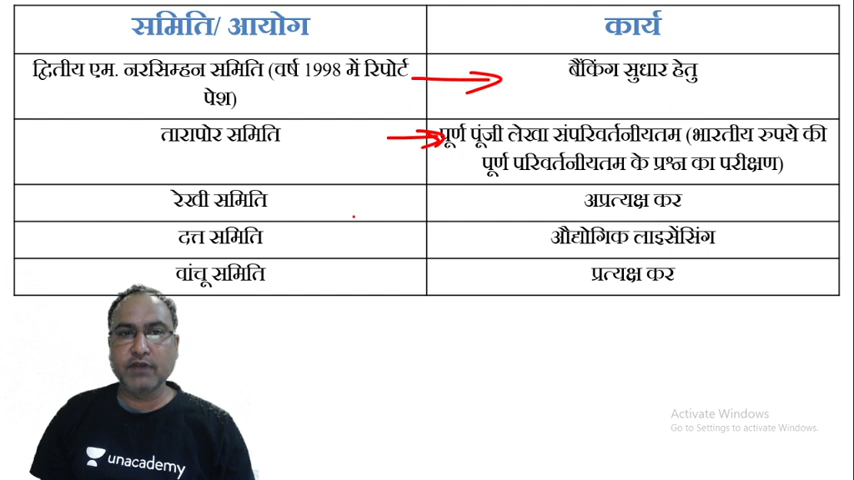 समिति/ आयोग
कार्य
द्वितीय एम. नरसिम्हन समिति (वर्ष 1998 में रिपोर्ट
पेश)
बैंकिंग सुधार हेतु
तारापोर समिति
पूर्ण पूंजी लेखा संपरिवर्तनीयतम (भारतीय रुपये की
पूर्ण परिवर्तनीयतम के प्रश्न का परीक्षण)
रेखी समिति
अप्रत्यक्ष कर
दत्त समिति
औद्योगिक लाइसेंसिंग
वांचू समिति
प्रत्यक्ष कर
Activate Windows
Go to Settings to activate Windows.
unacademy